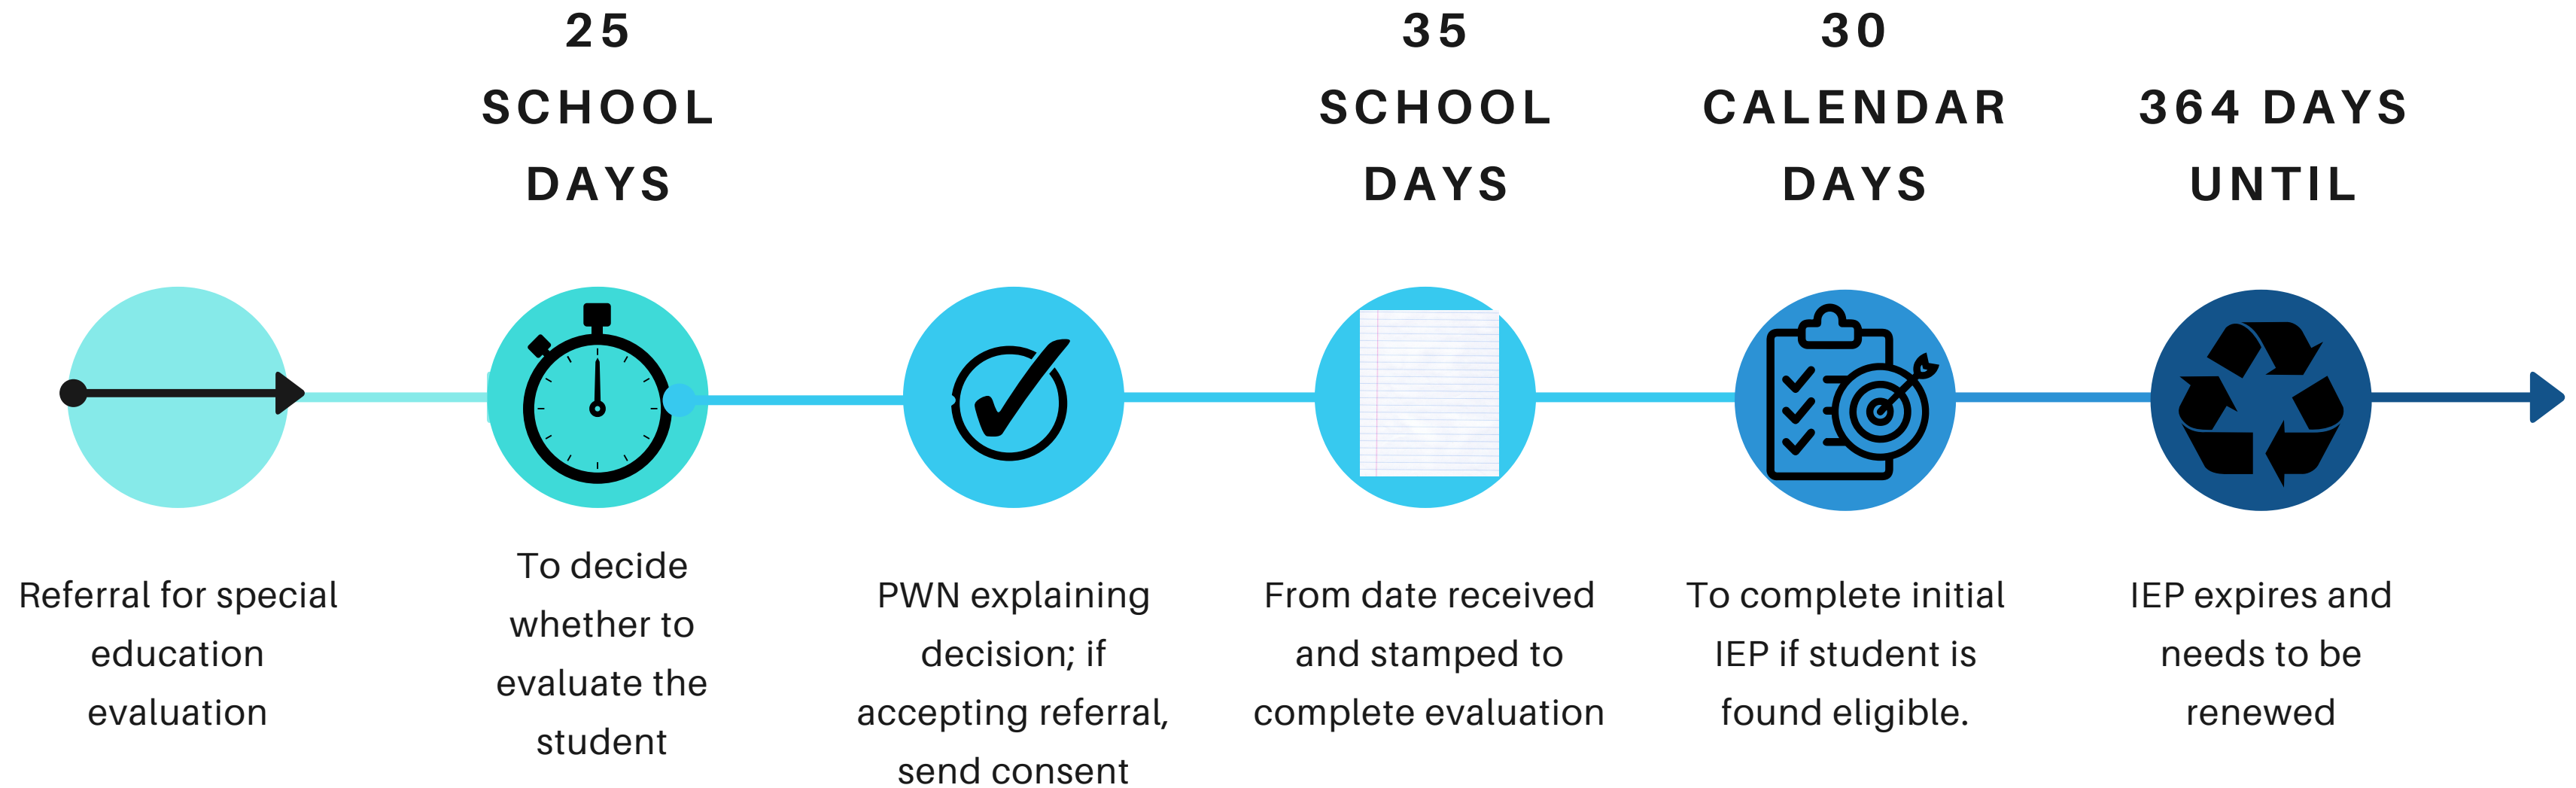 25
SCHOOL
DAYS
35
SCHOOL
DAYS
30
CALENDAR
DAYS
364 DAYS
UNTIL
Referral for special
education
evaluation
To decide
whether to
evaluate the
student
PWN explaining
decision; if
accepting referral,
send consent
From date received
and stamped to
complete evaluation
To complete initial
IEP if student is
found eligible.
IEP expires and
needs to be
renewed